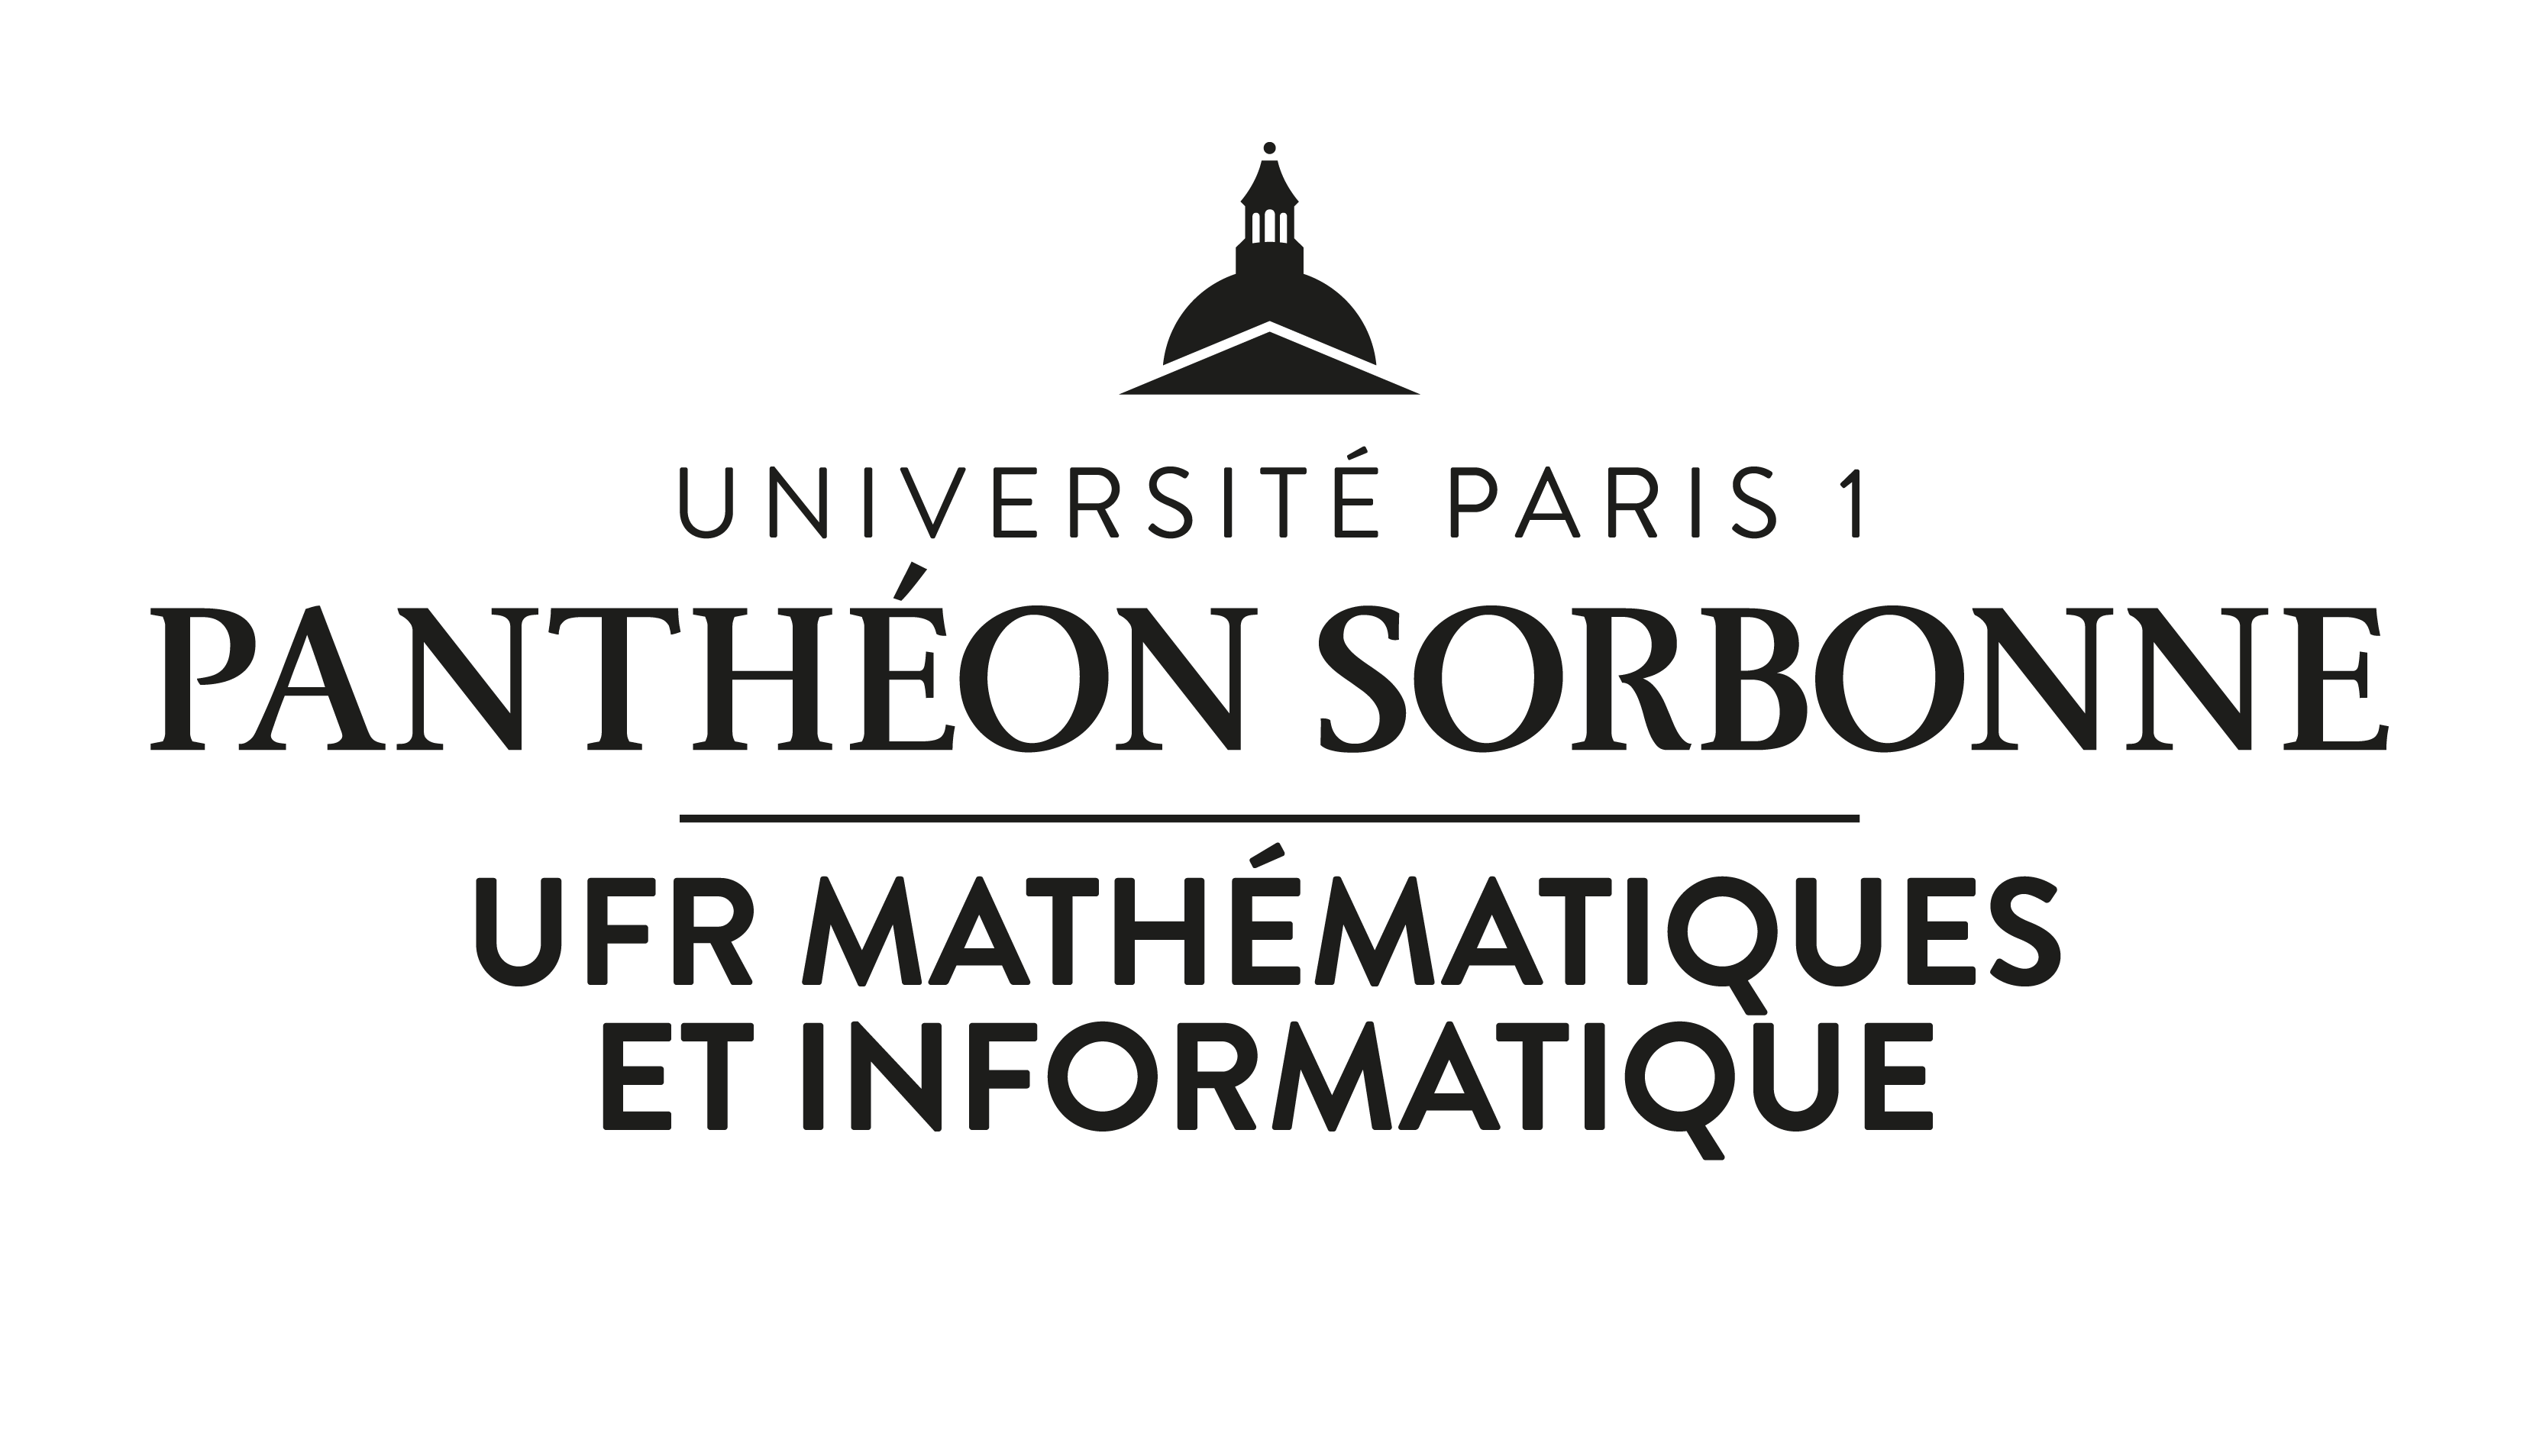 UNIVERSITÉ PARIS 1
PANTHÉON SORBONNE
UFR MATHÉMATIQUES
ET INFORMATIQUE